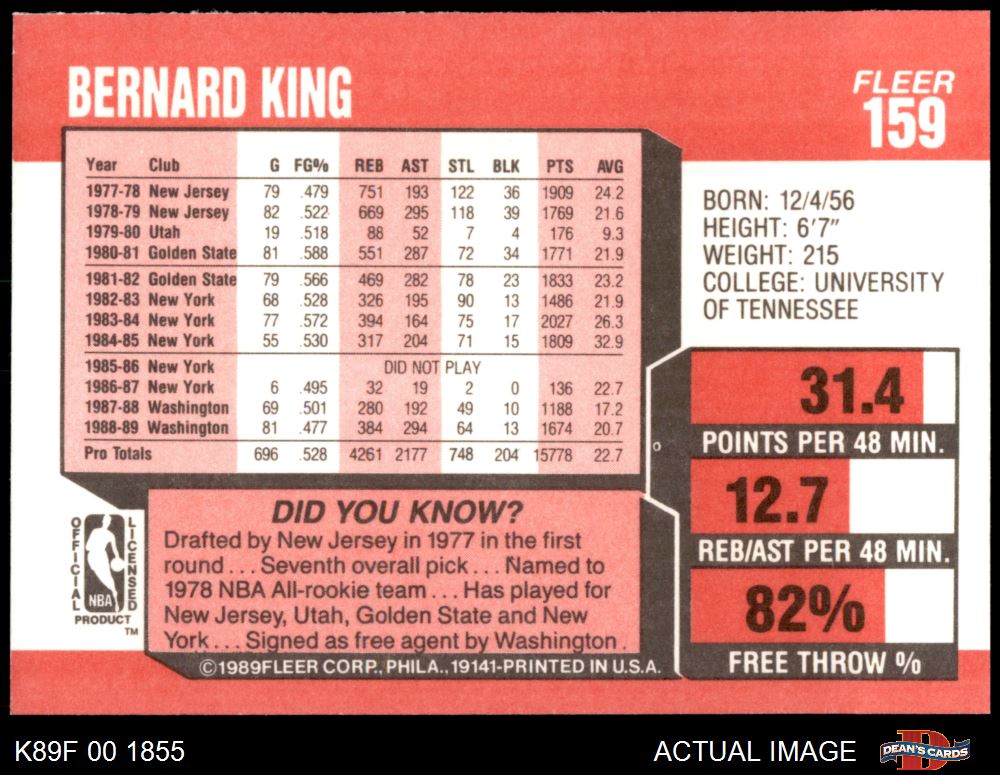 BERNARD KING
FLEER
159
Year Club G FG% REB AST STL BLK PTS AVG
1977-78 New Jersey 79 .479 751 193 122 36 1909 24.2
1978-79 New Jersey 82 .522 669 295 118 39 1769 21.6
1979-80 Utah 19 .518 88 52 7 4 176 9.3
1980-81 Golden State 81 .588 551 287 72 34 1771 21.9
1981-82 Golden State 79 .566 469 282 78 23 1833 23.2
1982-83 New York 68 .528 326 195 90 13 1486 21.9
1983-84 New York 77 .572 394 164 75 17 2027 26.3
1984-85 New York 55 .530 317 204 71 15 1809 32.9
1985-86 New York DID NOT PLAY
1986-87 New York 6 .495 32 19 2 0 136 22.7
1987-88 Washington 69 .501 280 192 49 10 1188 17.2
1988-89 Washington 81 .477 384 294 64 13 1674 20.7
Pro Totals 696 .528 4261 2177 748 204 15778 22.7
BORN: 12/4/56
HEIGHT: 6'7"
WEIGHT: 215
COLLEGE: UNIVERSITY
OF TENNESSEE
31.4
POINTS PER 48 MIN.
12.7
REB/AST PER 48 MIN.
82%
FREE THROW %
OFFICIAL
LICENSED
NBA
PRODUCT
TM
DID YOU KNOW?
Drafted by New Jersey in 1977 in the first
round . . . Seventh overall pick . . . Named to
1978 NBA All-rookie team . . . Has played for
New Jersey, Utah, Golden State and New
York . . . Signed as free agent by Washington.
©1989FLEER CORP., PHILA., 19141-PRINTED IN U.S.A.
K89F 00 1855
ACTUAL IMAGE
DEAN'S CARDS